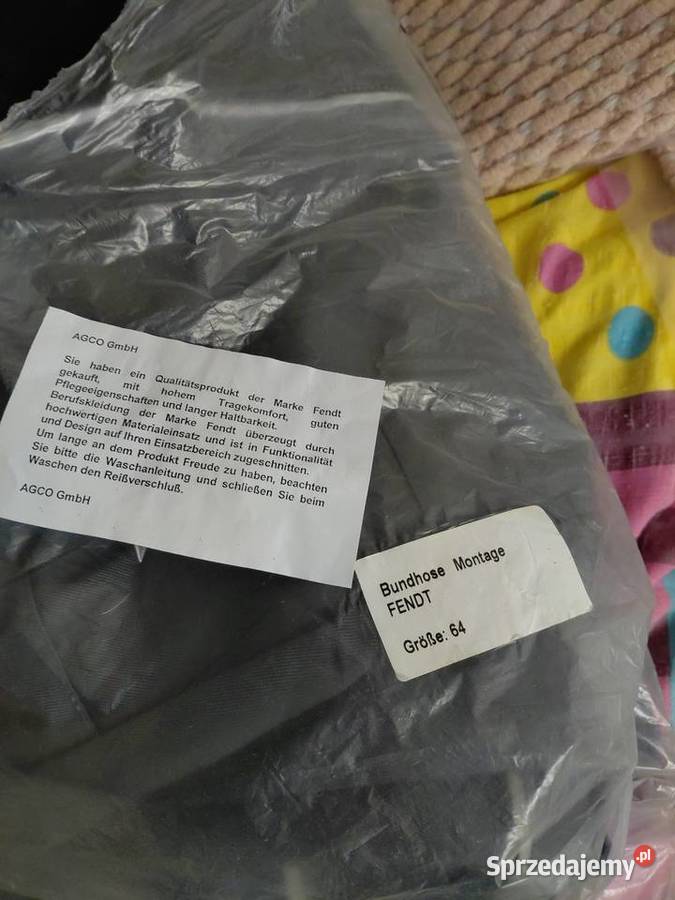 AGCO GmbH
Sie haben ein Qualitätsprodukt der Marke Fendt
gekauft, mit hohem Tragekomfort, guten
Pflegeeigenschaften und langer Haltbarkeit.
Berufskleidung der Marke Fendt überzeugt durch
hochwertigen Materialeinsatz und ist in Funktionalität
und Design auf Ihren Einsatzbereich zugeschnitten.
Um lange an dem Produkt Freude zu haben, beachten
Sie bitte die Waschanleitung und schließen Sie beim
Waschen den Reißverschluß.
AGCO GmbH
Bundhose Montage
FENDT
Größe: 64
Sprzedajemy.pl